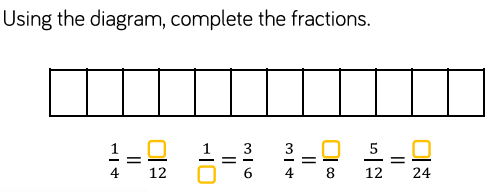 Using the diagram, complete the fractions.
1/4 = □/12 1/□ = 3/6 3/4 = □/8 5/12 = □/24